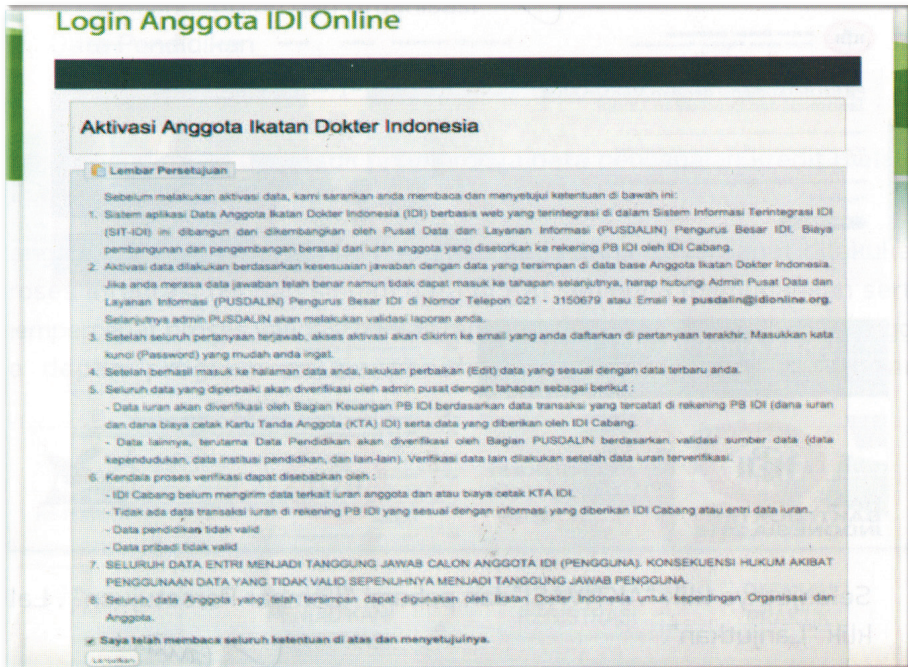 Login Anggota IDI Online
Aktivasi Anggota Ikatan Dokter Indonesia
Lembar Persetujuan
Sebelum melakukan aktivasi data, kami sarankan anda membaca dan menyetujui ketentuan di bawah ini:
1. Sistem aplikasi Data Anggota Ikatan Dokter Indonesia (IDI) berbasis web yang terintegrasi di dalam Sistem Informasi Terintegrasi IDI
(SIT-IDI) ini dibangun dan dikembangkan oleh Pusat Data dan Layanan Informasi (PUSDALIN) Pengurus Besar IDI. Biaya
pembangunan dan pengembangan berasal dari iuran anggota yang disetorkan ke rekening PB IDI oleh IDI Cabang.
2. Aktivasi data dilakukan berdasarkan kesesuaian jawaban dengan data yang tersimpan di data base Anggota Ikatan Dokter Indonesia.
Jika anda merasa data jawaban telah benar namun tidak dapat masuk ke tahapan selanjutnya, harap hubungi Admin Pusat Data dan
Layanan Informasi (PUSDALIN) Pengurus Besar IDI di Nomor Telepon 021 - 3150679 atau Email ke pusdalin@idionline.org.
Selanjutnya admin PUSDALIN akan melakukan validasi laporan anda.
3. Setelah seluruh pertanyaan terjawab, akses aktivasi akan dikirim ke email yang anda daftarkan di pertanyaan terakhir. Masukkan kata
kunci (Password) yang mudah anda ingat.
4. Setelah berhasil masuk ke halaman data anda, lakukan perbaikan (Edit) data yang sesuai dengan data terbaru anda.
5. Seluruh data yang diperbaiki akan diverifikasi oleh admin pusat dengan tahapan sebagai berikut :
- Data iuran akan diverifikasi oleh Bagian Keuangan PB IDI berdasarkan data transaksi yang tercatat di rekening PB IDI (dana iuran
dan dana biaya cetak Kartu Tanda Anggota (KTA) IDI) serta data yang diberikan oleh IDI Cabang.
- Data lainnya, terutama Data Pendidikan akan diverifikasi oleh Bagian PUSDALIN berdasarkan validasi sumber data (data
kependudukan, data institusi pendidikan, dan lain-lain). Verifikasi data lain dilakukan setelah data iuran terverifikasi.
6. Kendala proses verifikasi dapat disebabkan oleh :
- IDI Cabang belum mengirim data terkait iuran anggota dan atau biaya cetak KTA IDI.
- Tidak ada data transaksi iuran di rekening PB IDI yang sesuai dengan informasi yang diberikan IDI Cabang atau entri data iuran.
- Data pendidikan tidak valid
- Data pribadi tidak valid
7. SELURUH DATA ENTRI MENJADI TANGGUNG JAWAB CALON ANGGOTA IDI (PENGGUNA). KONSEKUENSI HUKUM AKIBAT
PENGGUNAAN DATA YANG TIDAK VALID SEPENUHNYA MENJADI TANGGUNG JAWAB PENGGUNA.
8. Seluruh data Anggota yang telah tersimpan dapat digunakan oleh Ikatan Dokter Indonesia untuk kepentingan Organisasi dan
Anggota.
Saya telah membaca seluruh ketentuan di atas dan menyetujuinya.
Lanjutkan